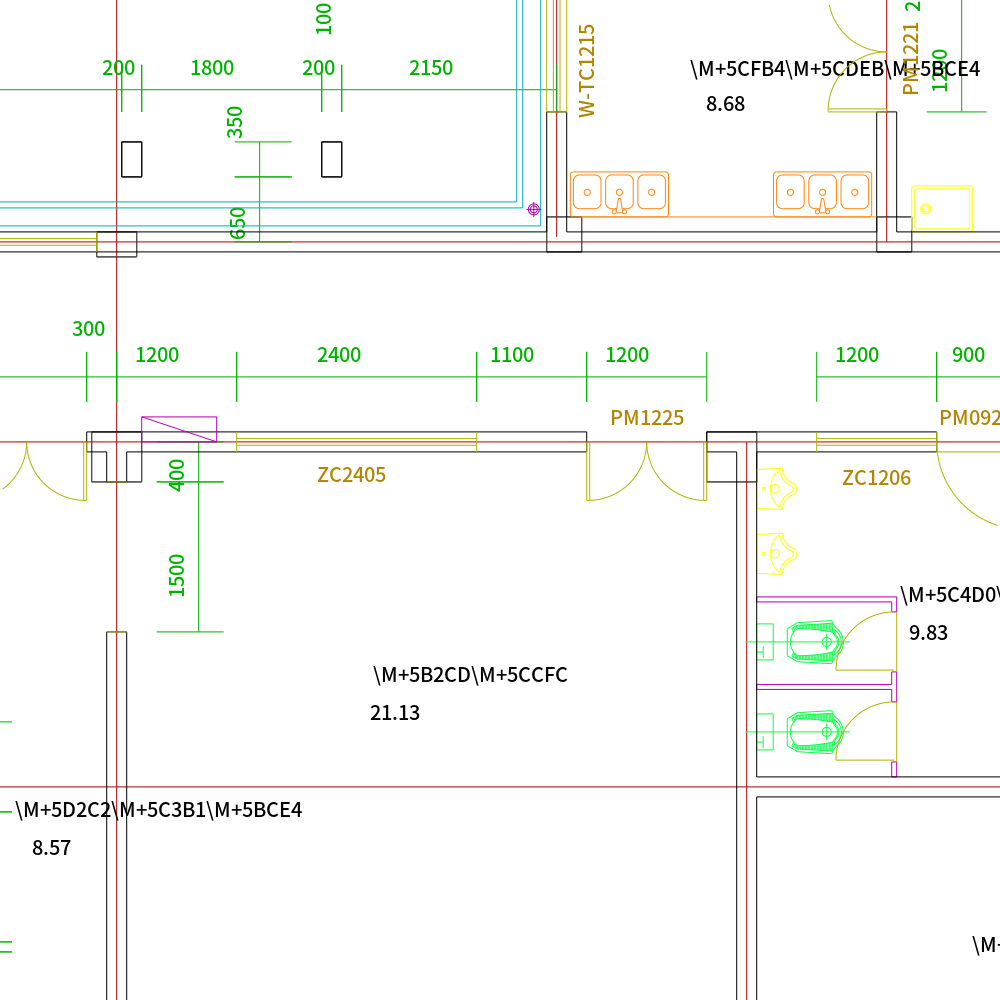 100
2
200
1800
200
2150
W-TC1215
\M+5CFB4\M+5CDEB\M+5BCE4
8.68
PM1221
350
650
300
1200
2400
1100
1200
1200
900
PM1225
PM092
400
ZC2405
ZC1206
1500
\M+5C4D0\
9.83
\M+5B2CD\M+5CCFC
21.13
\M+5D2C2\M+5C3B1\M+5BCE4
8.57
\M+